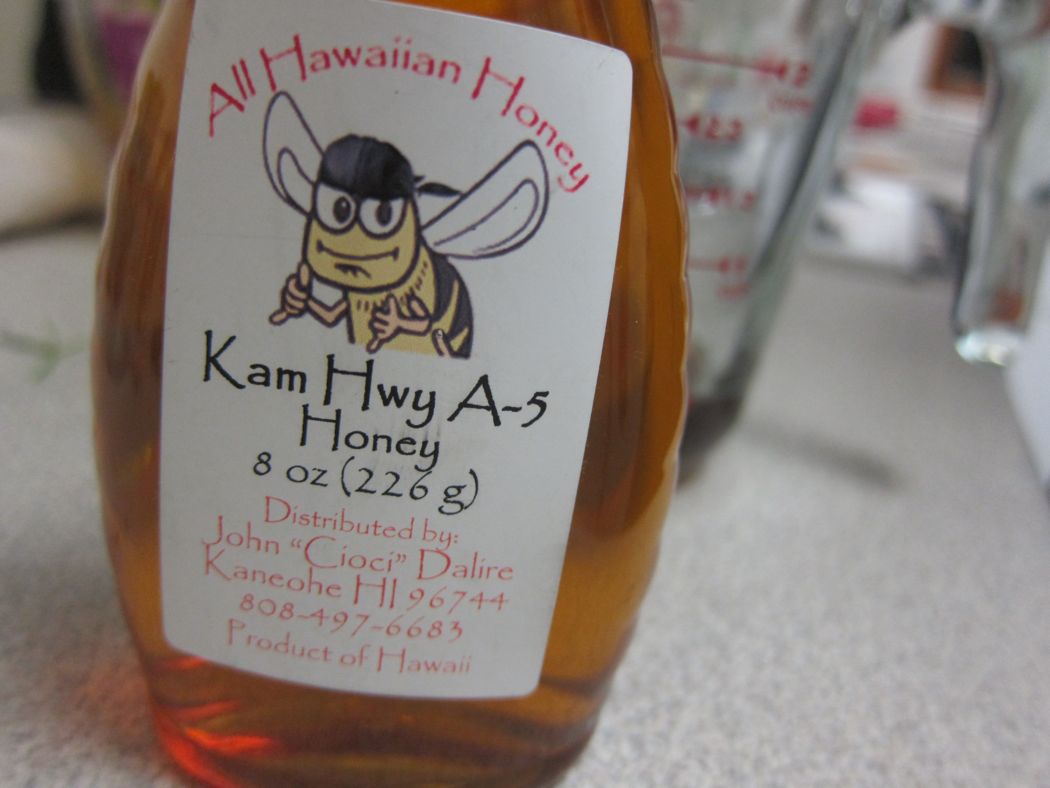 All Hawaiian Honey
Kam Hwy A-5
Honey
8 oz (226 g)
Distributed by:
John “Cioci” Dalire
Kaneohe HI 96744
808-497-6683
Product of Hawaii